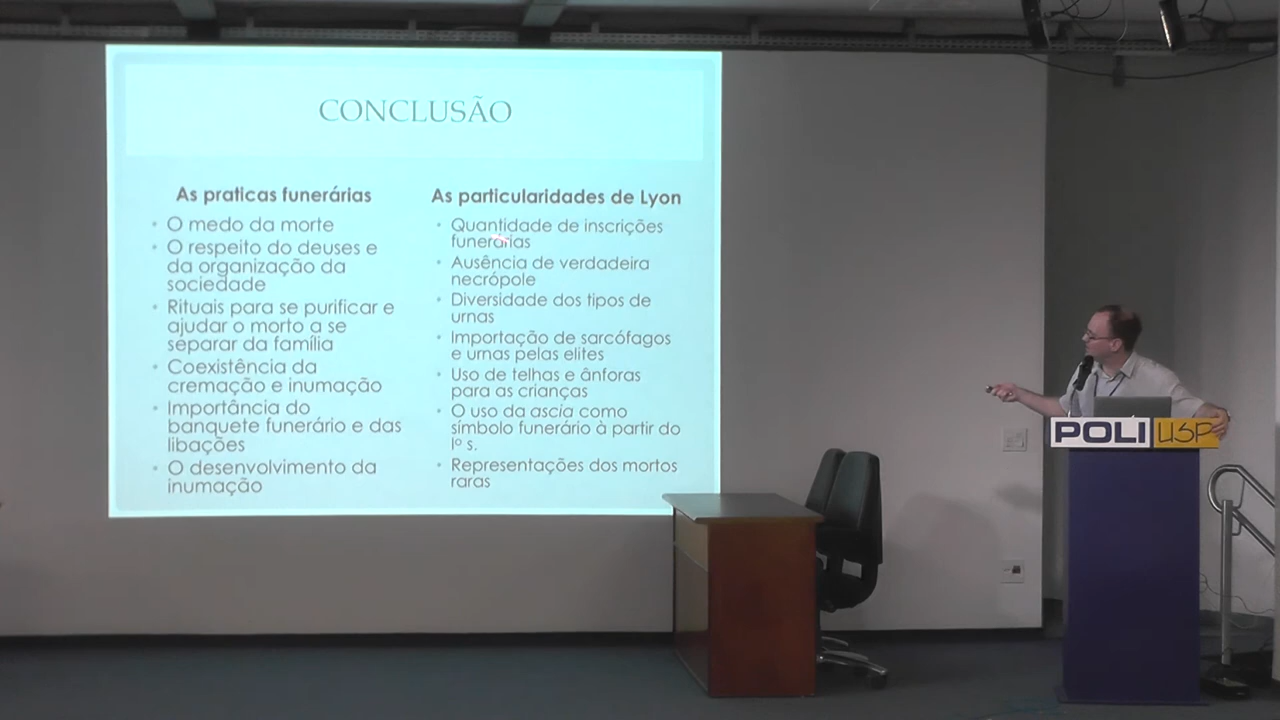 CONCLUSÃO
As praticas funerárias
• O medo da morte
• O respeito do deuses e
da organização da
sociedade
• Rituais para se purificar e
ajudar o morto a se
separar da família
• Coexistência da
cremação e inumação
• Importância do
banquete funerário e das
libações
• O desenvolvimento da
inumação
As particularidades de Lyon
• Quantidade de inscrições
funerárias
• Ausência de verdadeira
necrópole
• Diversidade dos tipos de
urnas
• Importação de sarcófagos
e urnas pelas elites
• Uso de telhas e ânforas
para as crianças
• O uso da ascia como
símbolo funerário à partir do
Iº s.
• Representações dos mortos
raras
POLI USP